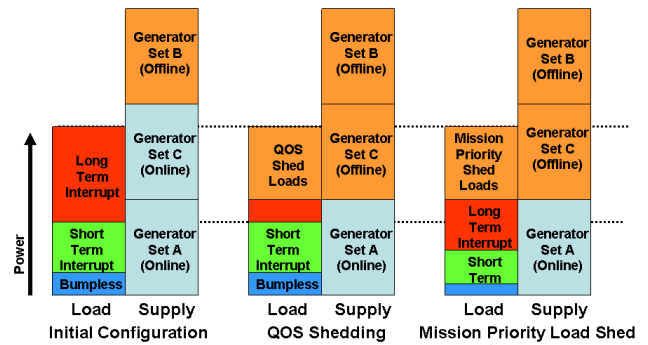 Power
Generator
Set B
(Offline)
Generator
Set C
(Online)
Generator
Set A
(Online)
Long
Term
Interrupt
Short
Term
Interrupt
Bumpless
Load
Supply
Initial Configuration
Generator
Set B
(Offline)
Generator
Set C
(Offline)
Generator
Set A
(Online)
QOS
Shed
Loads
Short
Term
Interrupt
Bumpless
Load
Supply
QOS Shedding
Generator
Set B
(Offline)
Generator
Set C
(Offline)
Generator
Set A
(Online)
Mission
Priority
Shed
Loads
Long
Term
Interrupt
Short
Term
Load
Supply
Mission Priority Load Shed